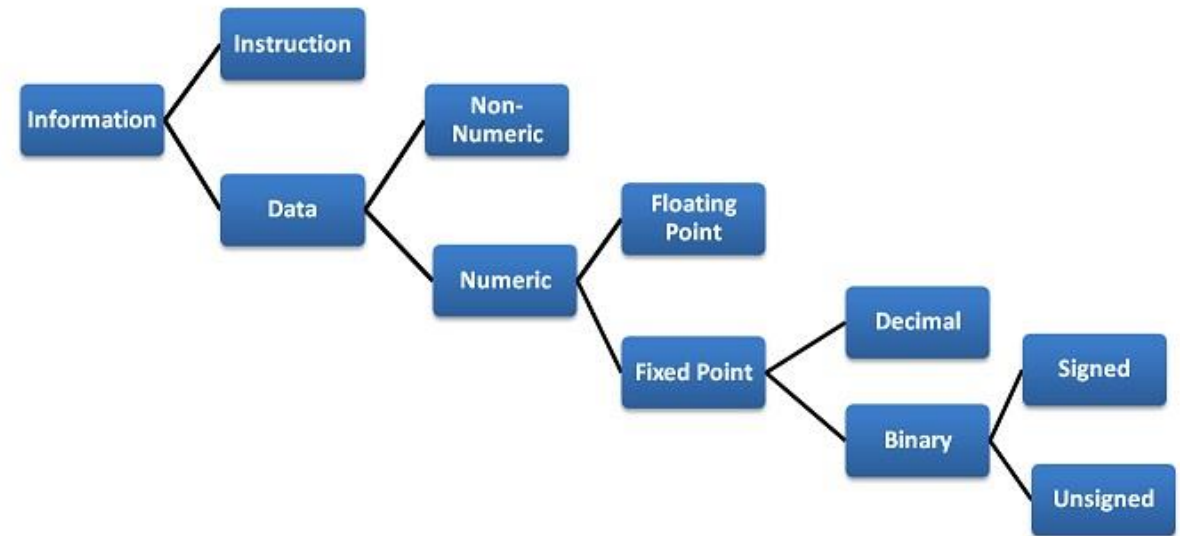 Instruction
Information
Non-
Numeric
Data
Floating
Point
Numeric
Decimal
Fixed Point
Signed
Binary
Unsigned